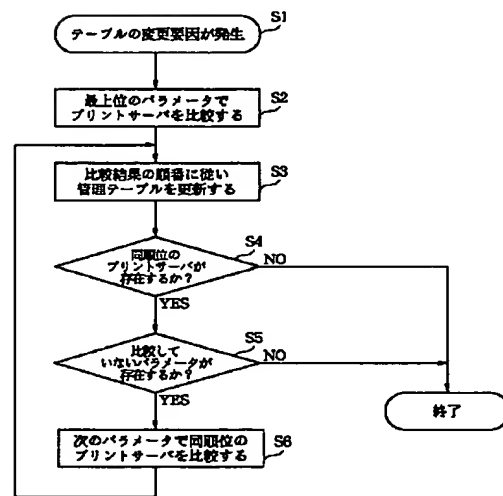 テーブルの変更要因が発生
S1
最上位のパラメータで
プリントサーバを比較する
S2
比較結果の順番に従い
管理テーブルを更新する
S3
同順位の
プリントサーバが
存在するか?
S4
NO
YES
比較して
いないパラメータが
存在するか?
S5
NO
YES
次のパラメータで同順位の
プリントサーバを比較する
S6
終了